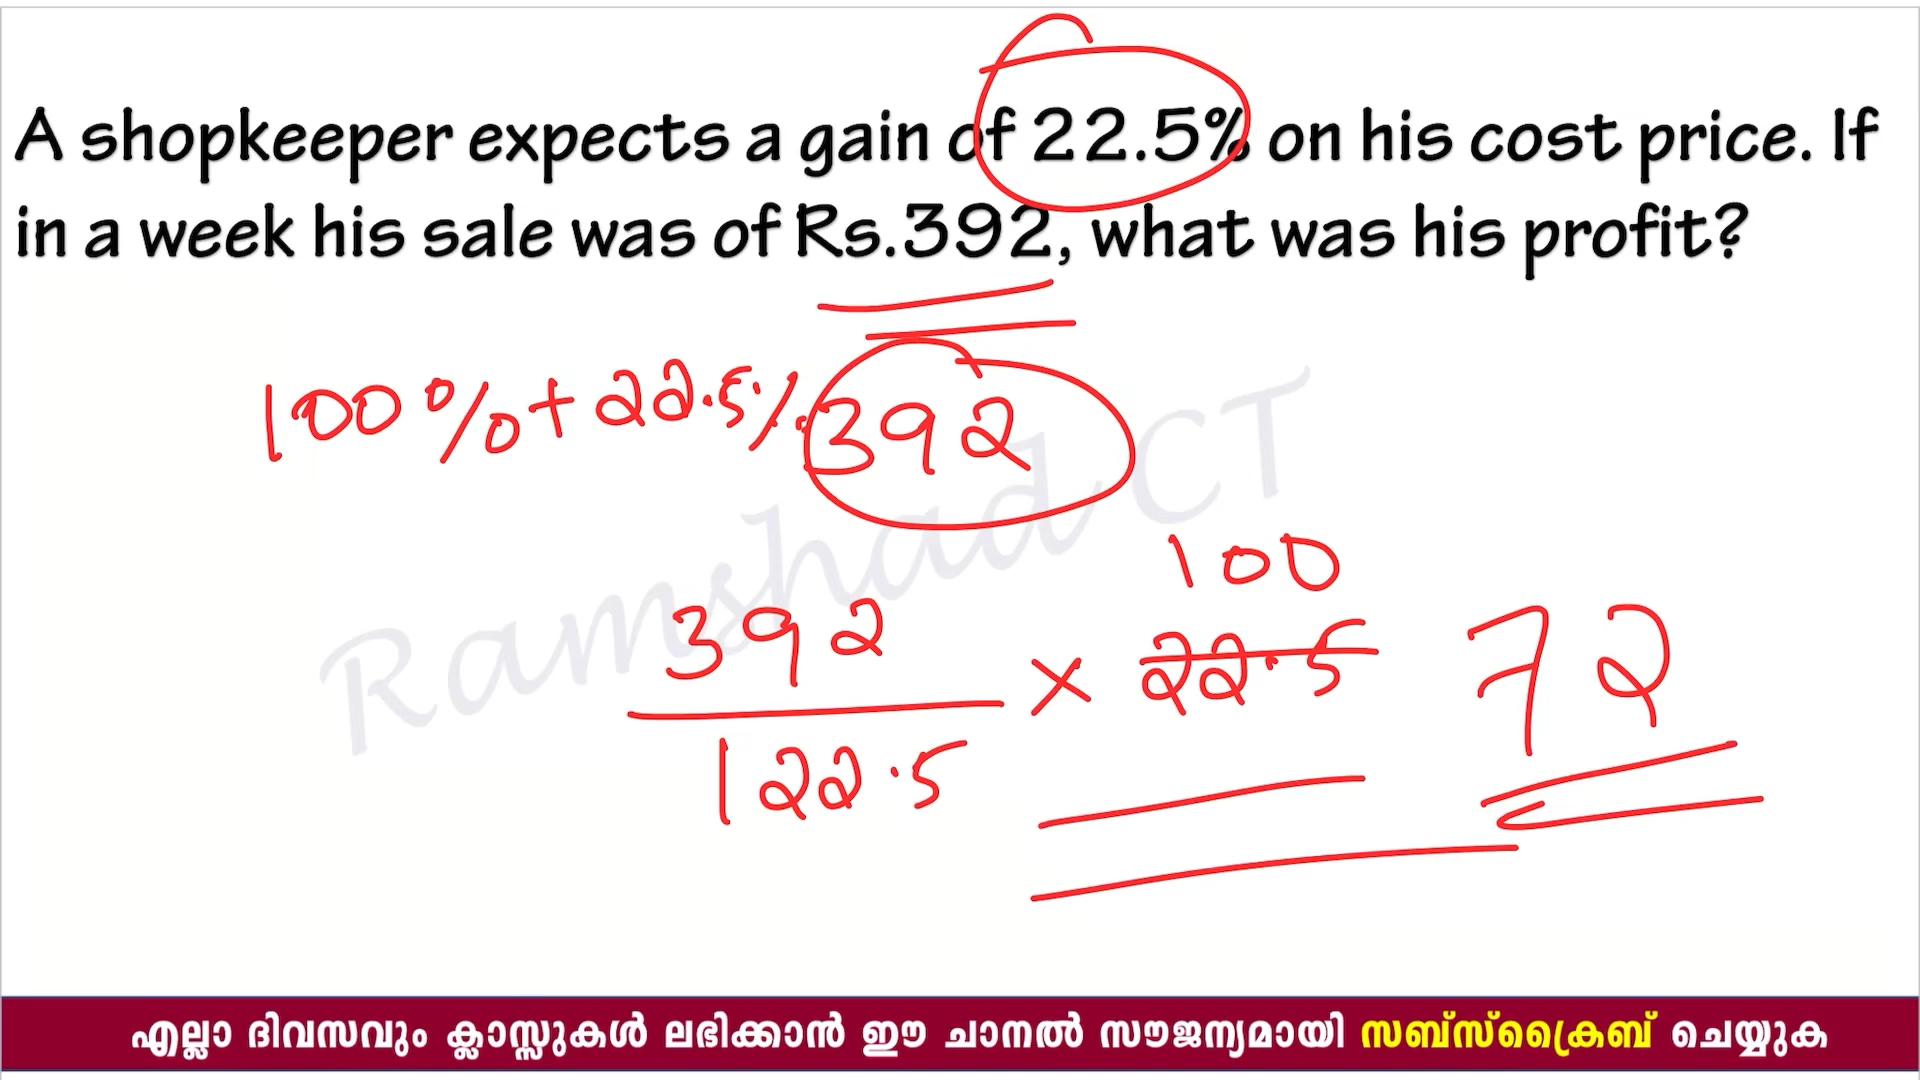 A shopkeeper expects a gain of 22.5% on his cost price. If
in a week his sale was of Rs.392, what was his profit?
100%+22.5%.392
100
392
× 22.5 72
122.5
Ramshad CT
എല്ലാ ദിവസവും ക്ലാസ്സുകൾ ലഭിക്കാൻ ഈ ചാനൽ സൗജന്യമായി സബ്സ്ക്രൈബ് ചെയ്യുക